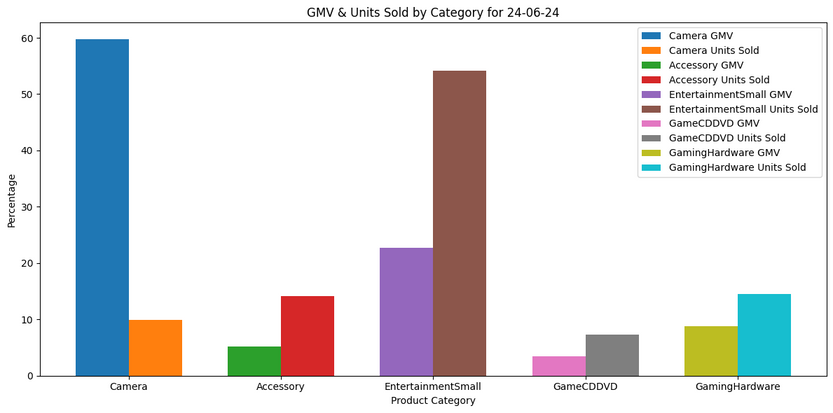 GMV & Units Sold by Category for 24-06-24
Camera GMV
Camera Units Sold
Accessory GMV
Accessory Units Sold
EntertainmentSmall GMV
EntertainmentSmall Units Sold
GameCDDVD GMV
GameCDDVD Units Sold
GamingHardware GMV
GamingHardware Units Sold
Percentage
60
50
40
30
20
10
0
Camera
Accessory
EntertainmentSmall
GameCDDVD
GamingHardware
Product Category